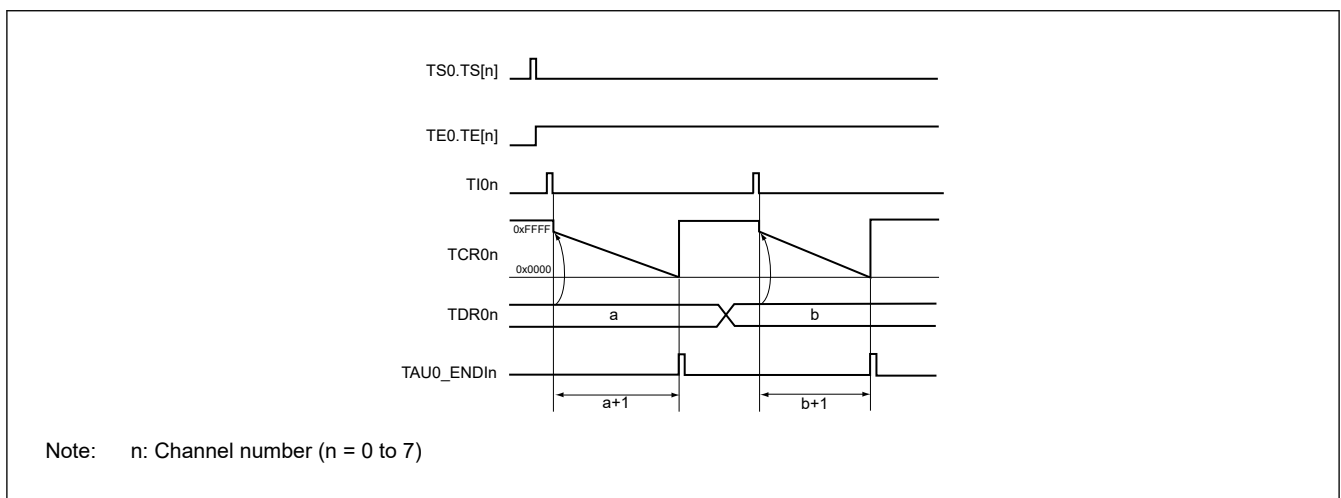 TS0.TS[n]
TE0.TE[n]
TI0n
0xFFFF
TCR0n
0x0000
TDR0n a b
TAU0_ENDIn
a+1 b+1
Note: n: Channel number (n = 0 to 7)